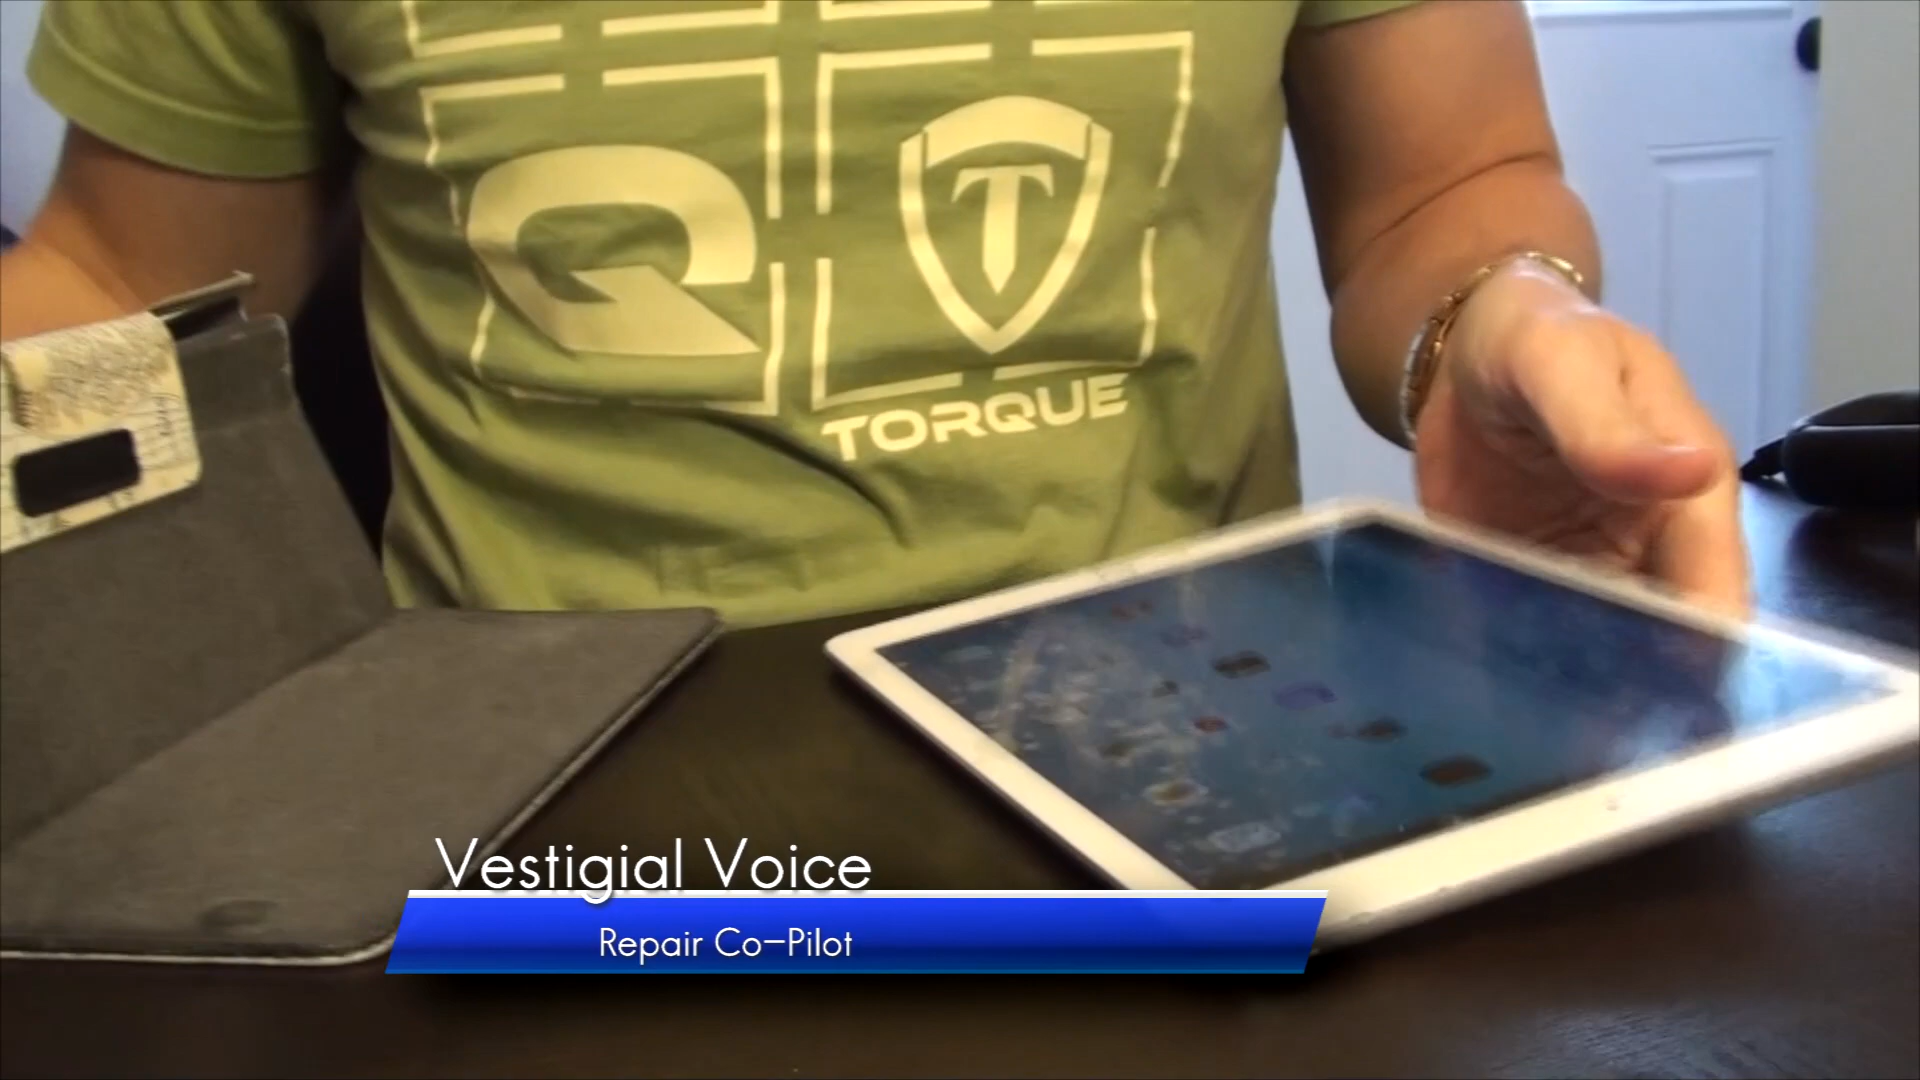 Q
T
TORQUE
Vestigial Voice
Repair Co-Pilot